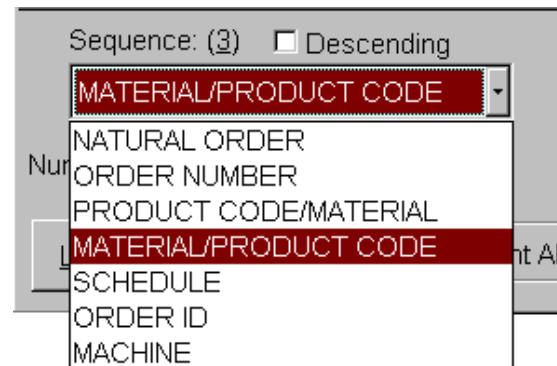 Sequence: (3) Descending
MATERIAL/PRODUCT CODE
NATURAL ORDER
ORDER NUMBER
PRODUCT CODE/MATERIAL
MATERIAL/PRODUCT CODE
SCHEDULE
ORDER ID
MACHINE